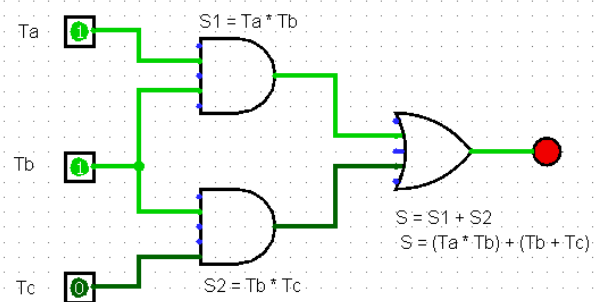 S1 = Ta * Tb
Ta 1
Tb 1
S = S1 + S2
S = (Ta * Tb) + (Tb + Tc)
Tc 0
S2 = Tb * Tc